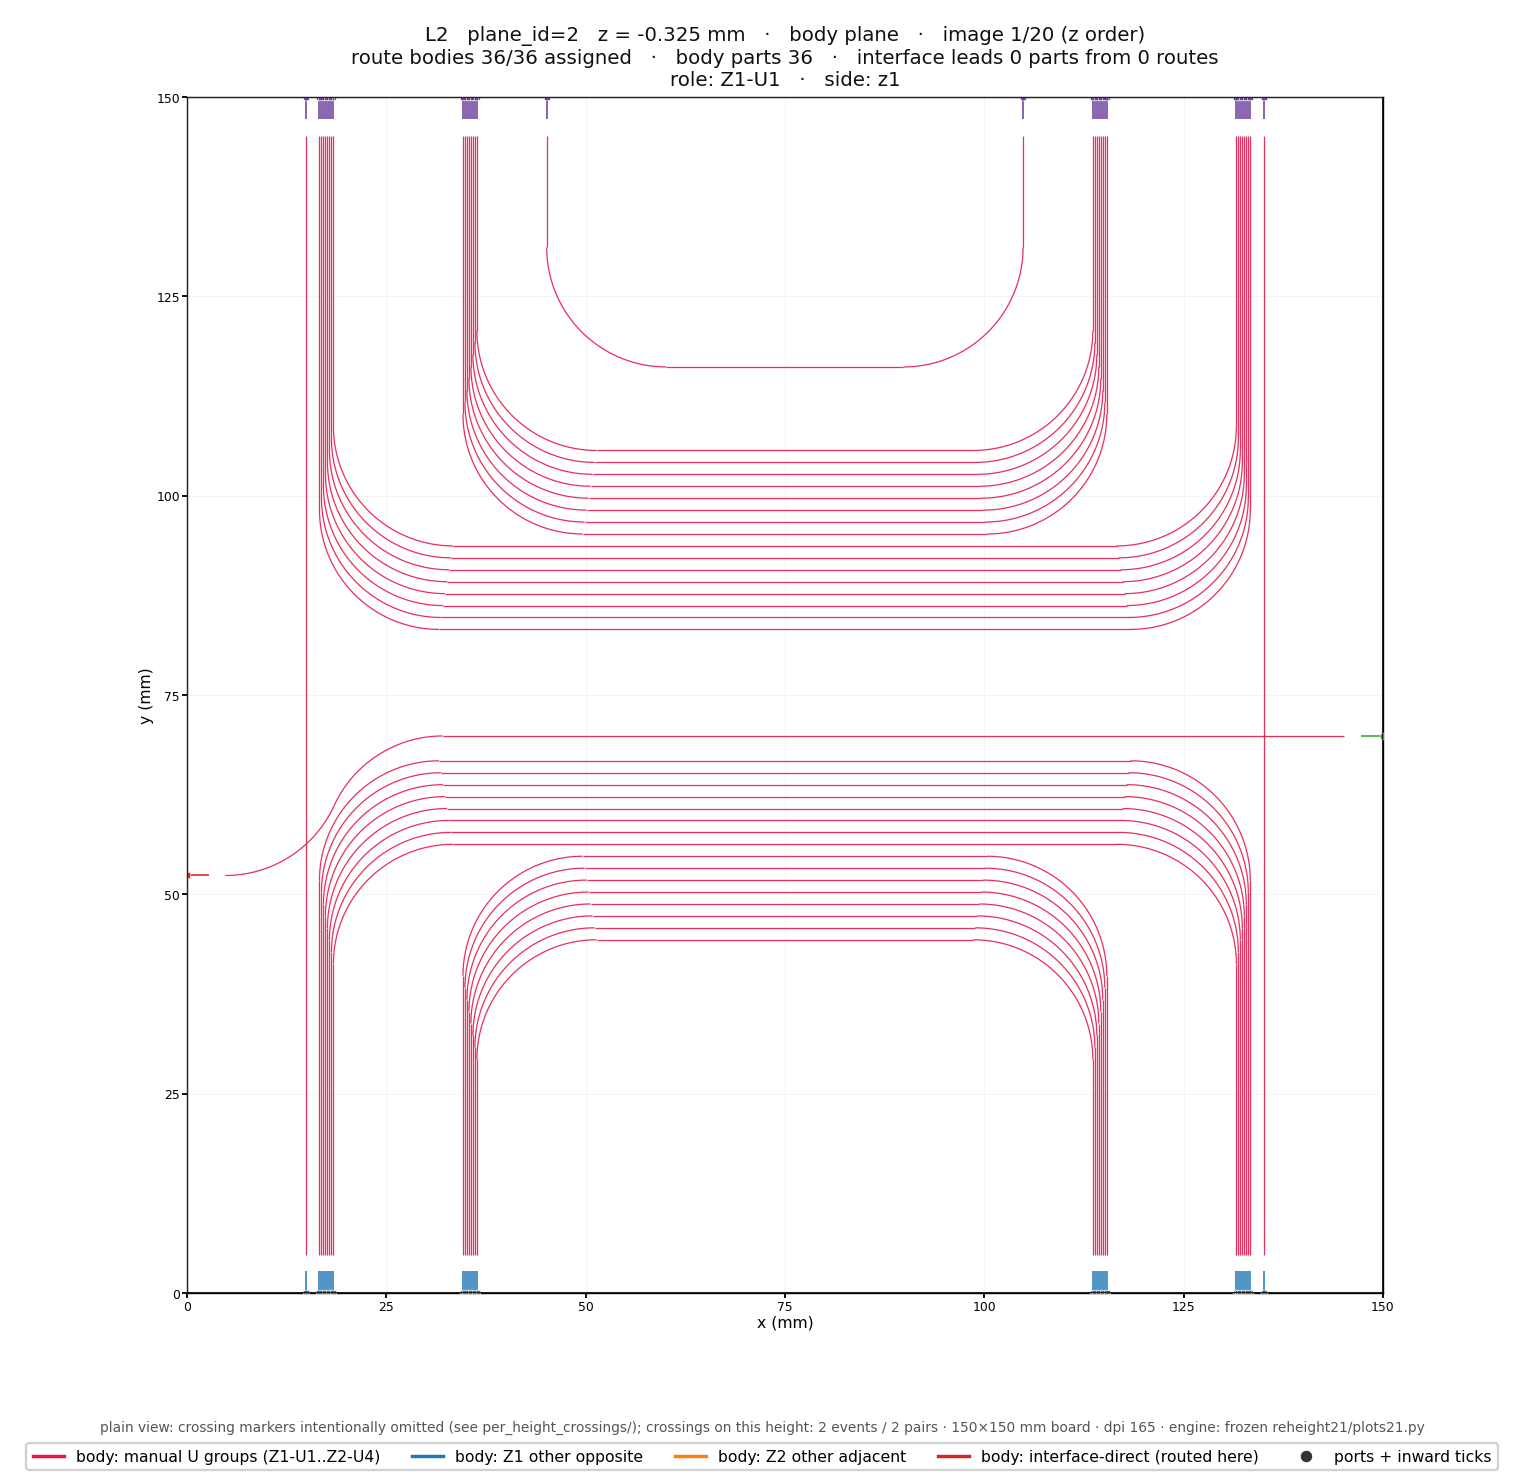 L2   plane_id=2   z = -0.325 mm   ·   body plane   ·   image 1/20 (z order)
route bodies 36/36 assigned   ·   body parts 36   ·   interface leads 0 parts from 0 routes
role: Z1-U1   ·   side: z1
150
125
100
75
50
25
0
y (mm)
0 25 50 75 100 125 150
x (mm)
plain view: crossing markers intentionally omitted (see per_height_crossings/); crossings on this height: 2 events / 2 pairs · 150×150 mm board · dpi 165 · engine: frozen reheight21/plots21.py
body: manual U groups (Z1-U1..Z2-U4) body: Z1 other opposite body: Z2 other adjacent body: interface-direct (routed here) ports + inward ticks